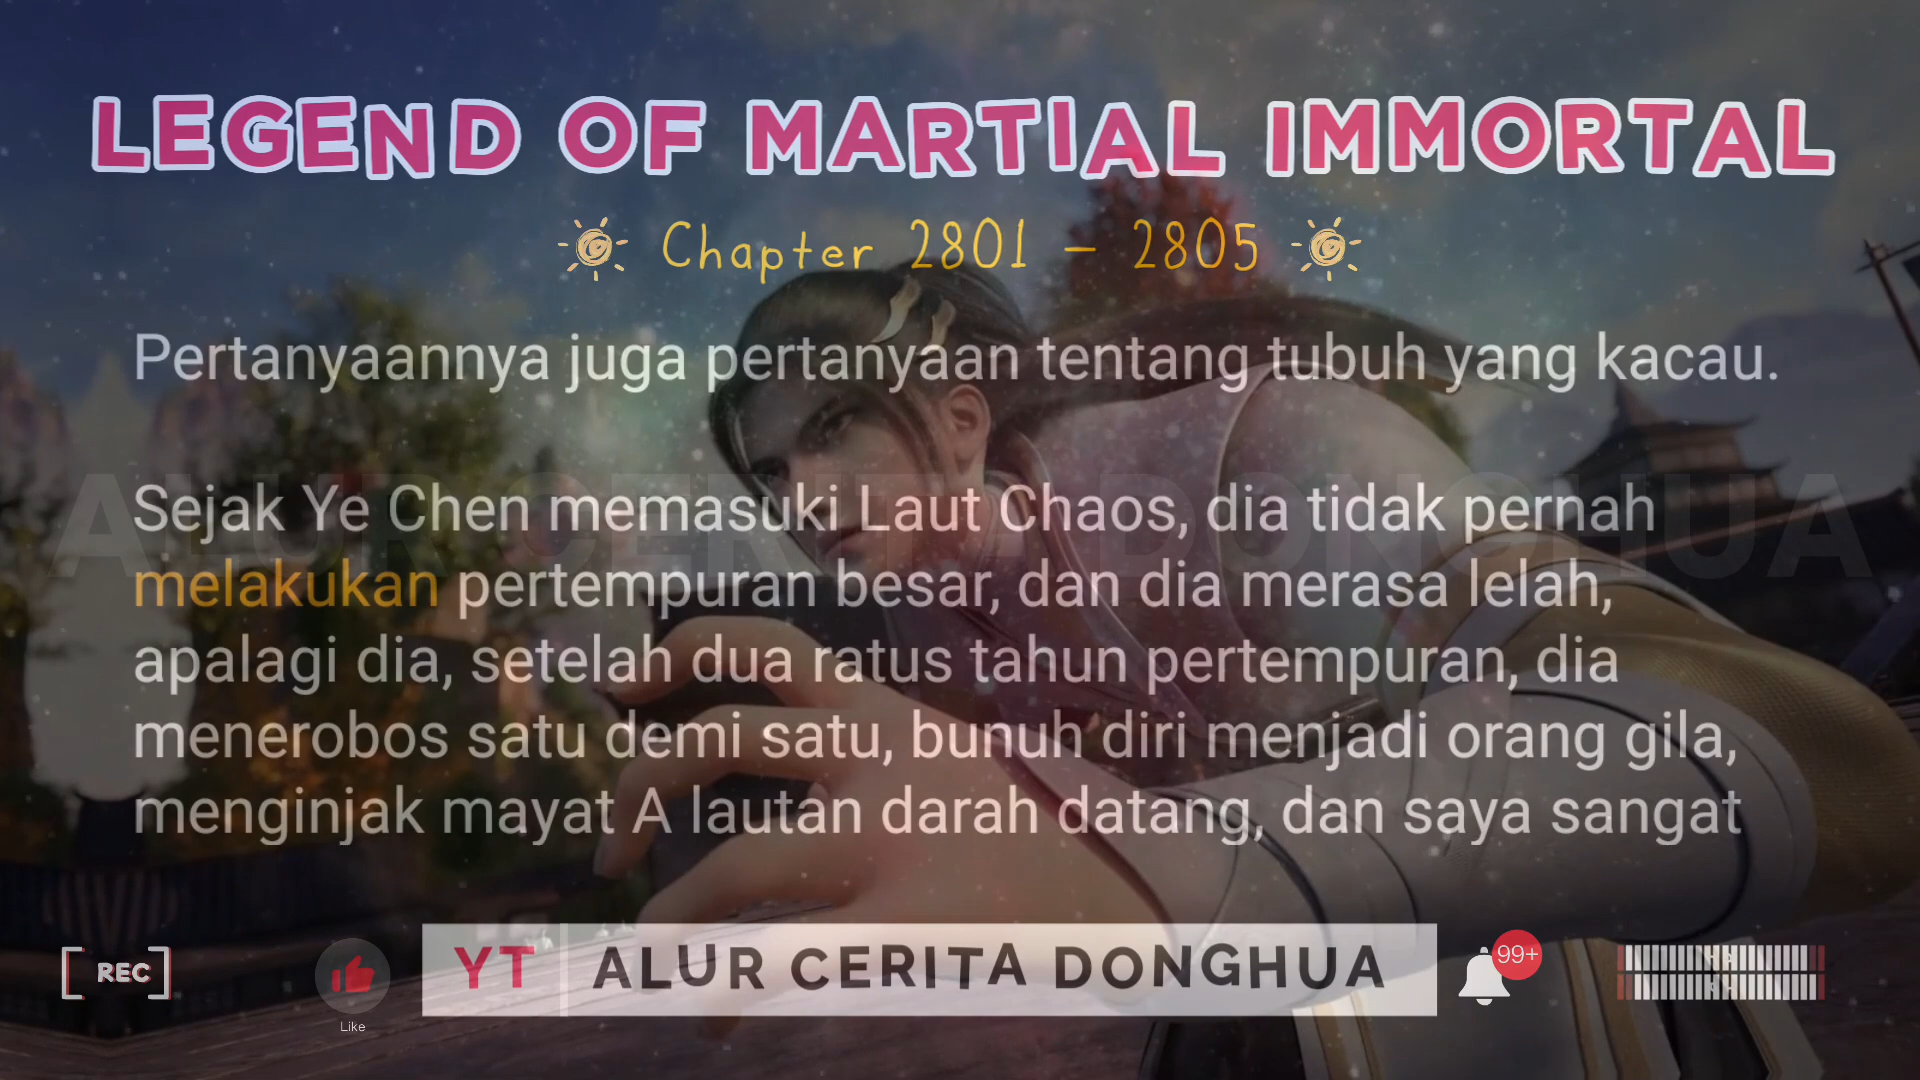 LEGEND OF MARTIAL IMMORTAL
Chapter 2801 - 2805
Pertanyaannya juga pertanyaan tentang tubuh yang kacau.
Sejak Ye Chen memasuki Laut Chaos, dia tidak pernah
melakukan pertempuran besar, dan dia merasa lelah,
apalagi dia, setelah dua ratus tahun pertempuran, dia
menerobos satu demi satu, bunuh diri menjadi orang gila,
menginjak mayat A lautan darah datang, dan saya sangat
ALUR CERITA DONGHUA
REC
Like
YT ALUR CERITA DONGHUA
99+